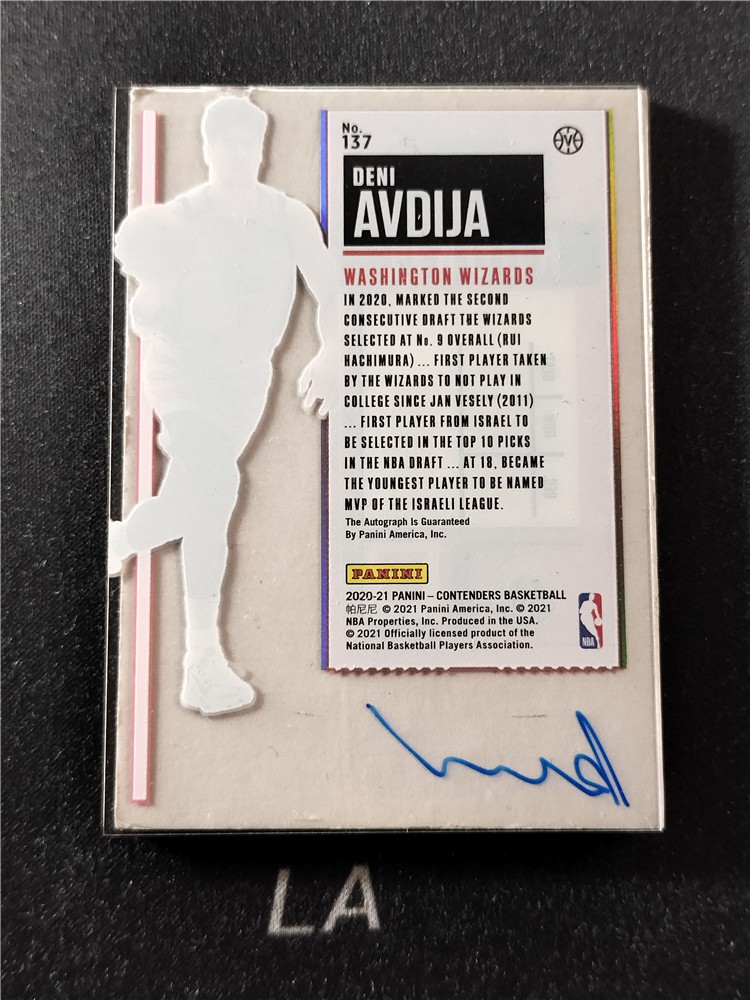 No.
137
DENI
AVDIJA
WASHINGTON WIZARDS
IN 2020, MARKED THE SECOND
CONSECUTIVE DRAFT THE WIZARDS
SELECTED AT No. 9 OVERALL (RUI
HACHIMURA) ... FIRST PLAYER TAKEN
BY THE WIZARDS TO NOT PLAY IN
COLLEGE SINCE JAN VESELY (2011)
... FIRST PLAYER FROM ISRAEL TO
BE SELECTED IN THE TOP 10 PICKS
IN THE NBA DRAFT ... AT 18, BECAME
THE YOUNGEST PLAYER TO BE NAMED
MVP OF THE ISRAELI LEAGUE.
The Autograph Is Guaranteed
By Panini America, Inc.
PANINI
2020-21 PANINI – CONTENDERS BASKETBALL
帕尼尼 © 2021 Panini America, Inc. © 2021
NBA Properties, Inc. Produced in the USA.
© 2021 Officially licensed product of the
National Basketball Players Association.
NBA
LA